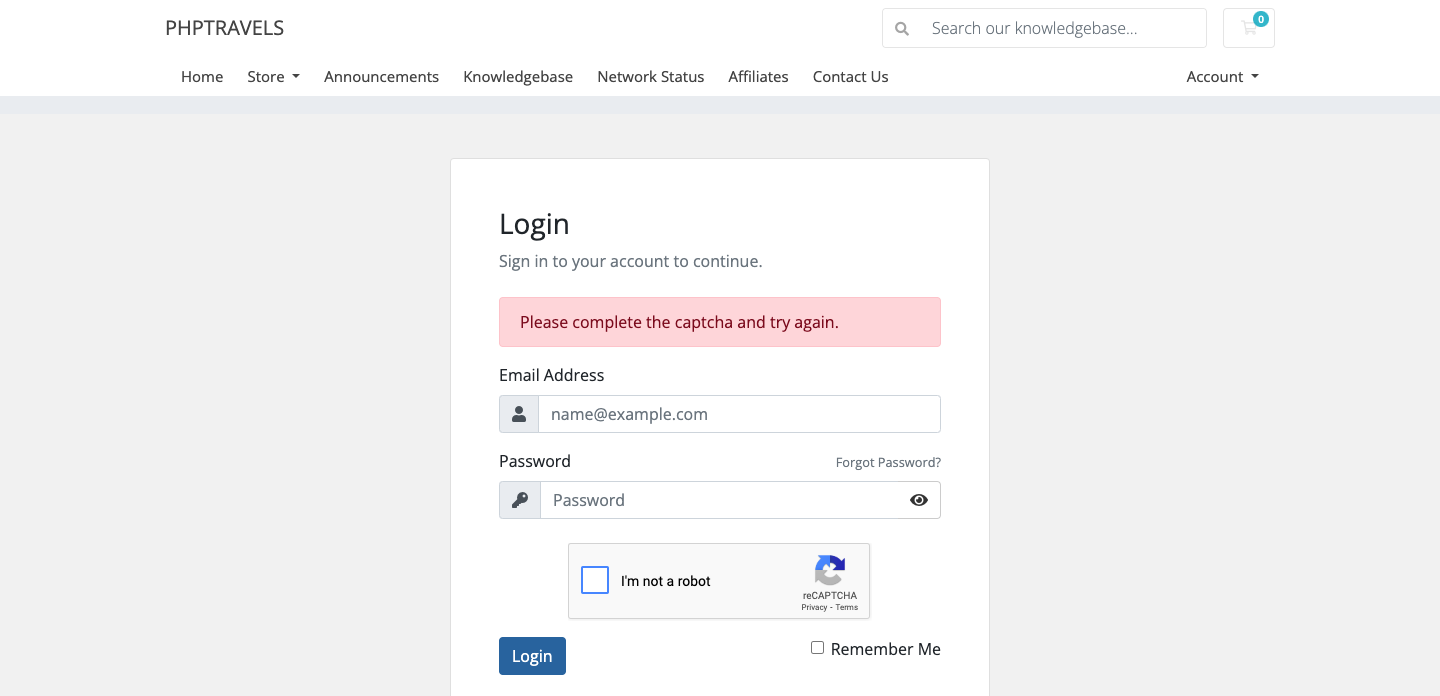 PHPTRAVELS
Search our knowledgebase...
0
Home Store Announcements Knowledgebase Network Status Affiliates Contact Us Account
Login
Sign in to your account to continue.
Please complete the captcha and try again.
Email Address
name@example.com
Password Forgot Password?
Password
I'm not a robot
reCAPTCHA
Privacy - Terms
Login Remember Me